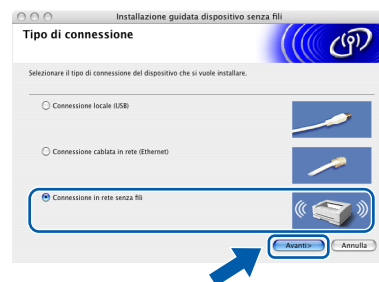 Installazione guidata dispositivo senza fili
Tipo di connessione
Selezionare il tipo di connessione del dispositivo che si vuole installare.
Connessione locale (USB)
Connessione cablata in rete (Ethernet)
Connessione in rete senza fili
Avanti>
Annulla